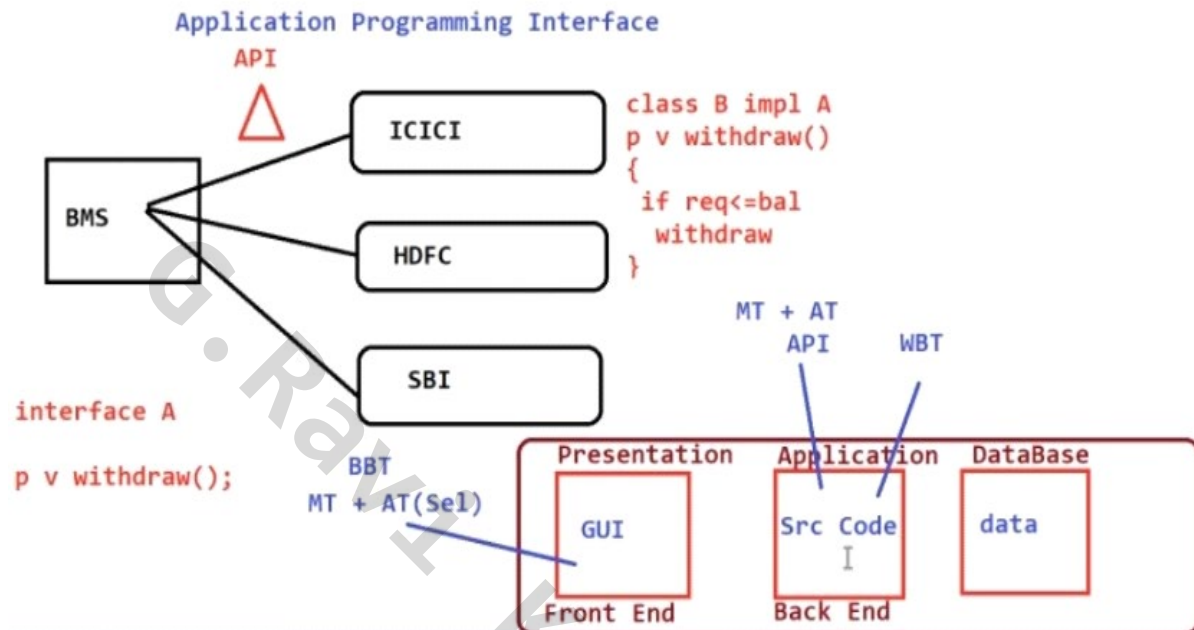 Application Programming Interface
API
ICICI
class B impl A
p v withdraw()
{
if req<=bal
withdraw
}
BMS
HDFC
SBI
interface A
p v withdraw();
MT + AT
API
WBT
BBT
MT + AT(Sel)
Presentation
Application
DataBase
GUI
Src Code
data
Front End
Back End
G.Ravi K